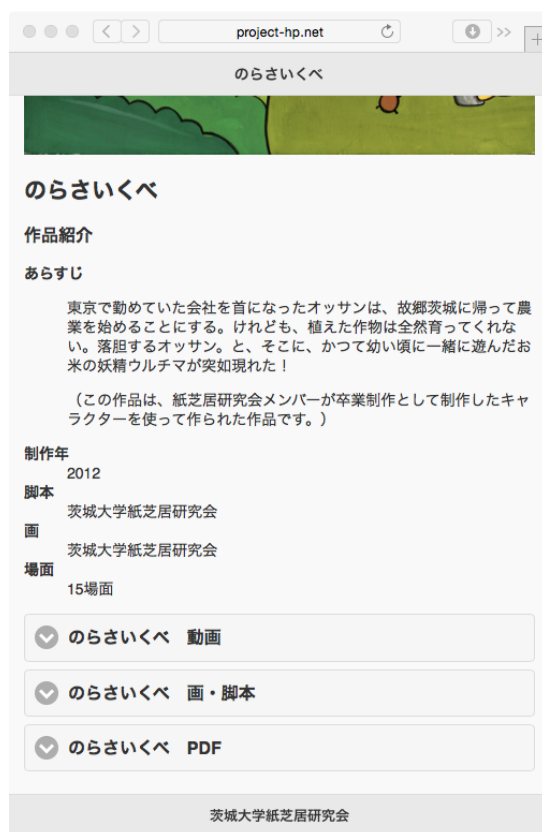 project-hp.net
のらさいくべ
のらさいくべ
作品紹介
あらすじ
東京で勤めていた会社を首になったオッサンは、故郷茨城に帰って農
業を始めることにする。けれども、植えた作物は全然育ってくれな
い。落胆するオッサン。と、そこに、かつて幼い頃に一緒に遊んだお
米の妖精ウルチマが突如現れた！
（この作品は、紙芝居研究会メンバーが卒業制作として制作したキャ
ラクターを使って作られた作品です。）
制作年
2012
脚本
茨城大学紙芝居研究会
画
茨城大学紙芝居研究会
場面
15場面
のらさいくべ　動画
のらさいくべ　画・脚本
のらさいくべ　PDF
茨城大学紙芝居研究会